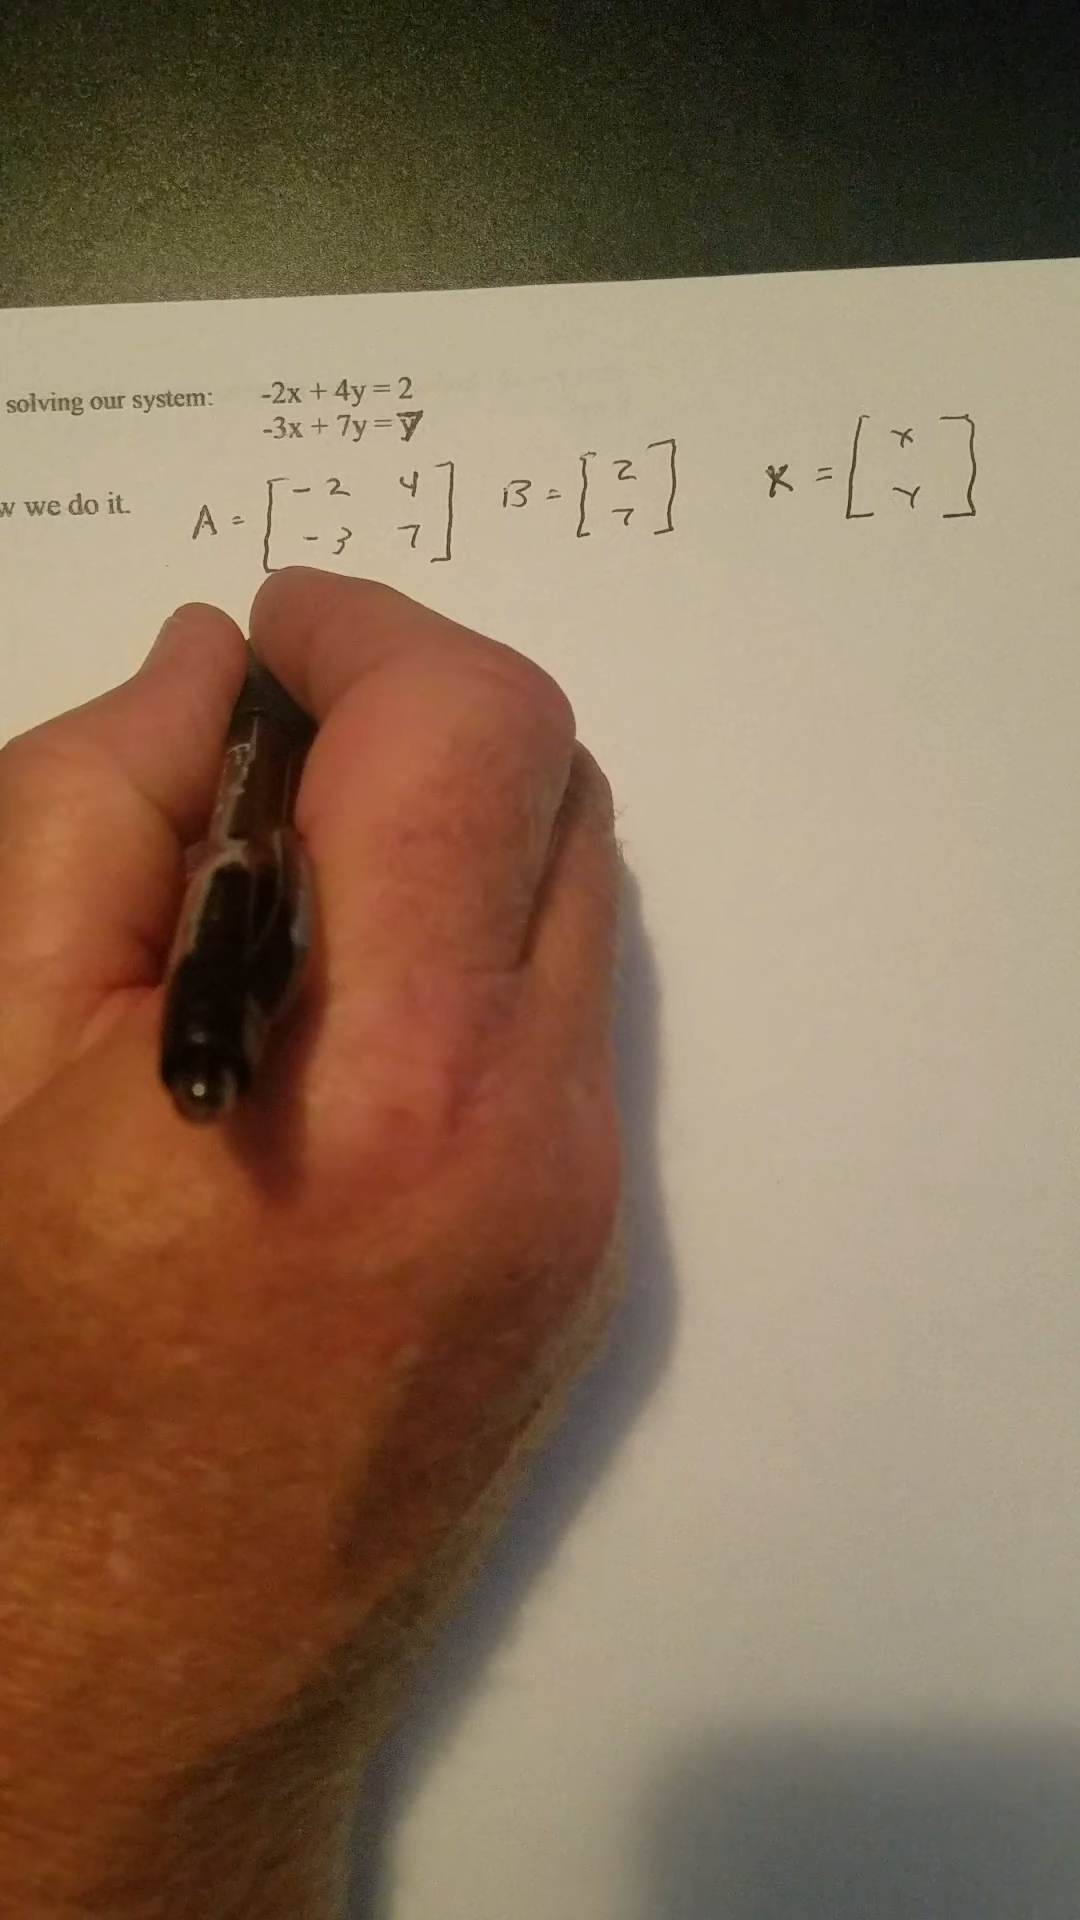 solving our system: -2x + 4y = 2
-3x + 7y = 7
w we do it.
A = [ -2 4 B = [ 2 ] X = [ x
-3 7 ] 7 Y ]